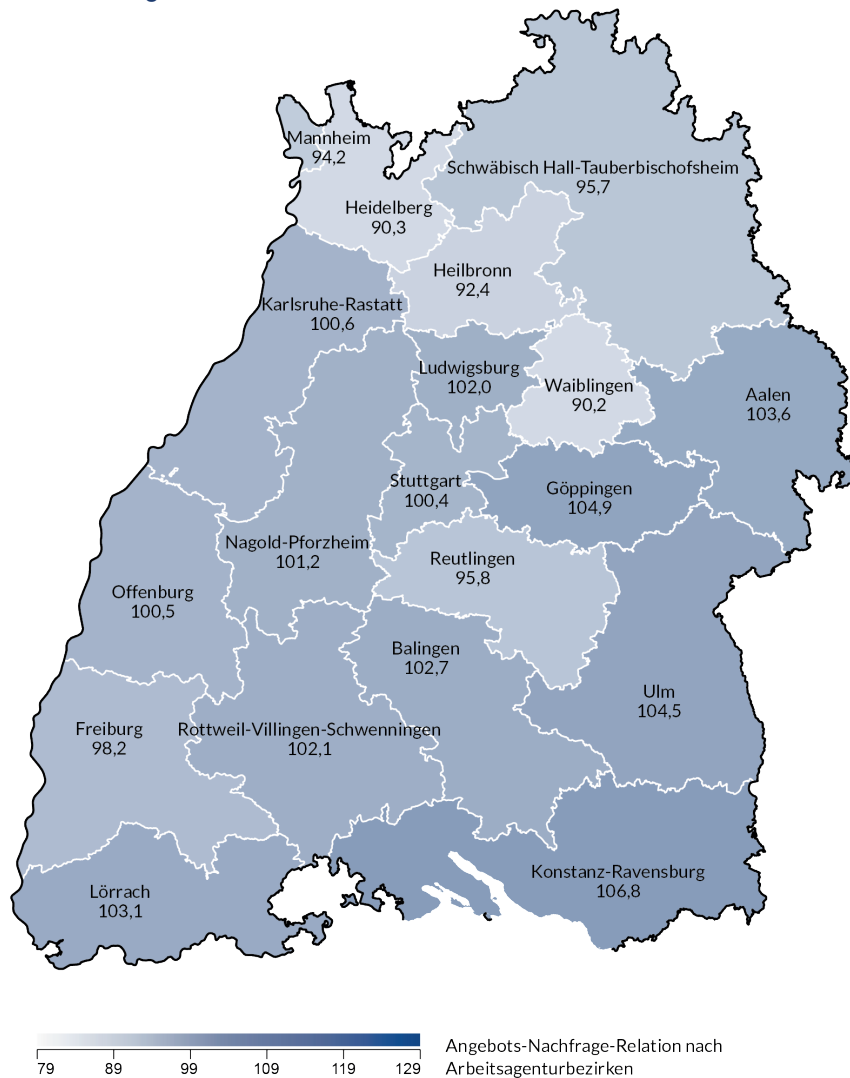 Mannheim
94,2
Schwäbisch Hall-Tauberbischofsheim
95,7
Heidelberg
90,3
Heilbronn
92,4
Karlsruhe-Rastatt
100,6
Ludwigsburg
102,0
Waiblingen
90,2
Aalen
103,6
Stuttgart
100,4
Göppingen
104,9
Nagold-Pforzheim
101,2
Reutlingen
95,8
Offenburg
100,5
Balingen
102,7
Ulm
104,5
Freiburg
98,2
Rottweil-Villingen-Schwenningen
102,1
Konstanz-Ravensburg
106,8
Lörrach
103,1
79 89 99 109 119 129
Angebots-Nachfrage-Relation nach
Arbeitsagenturbezirken